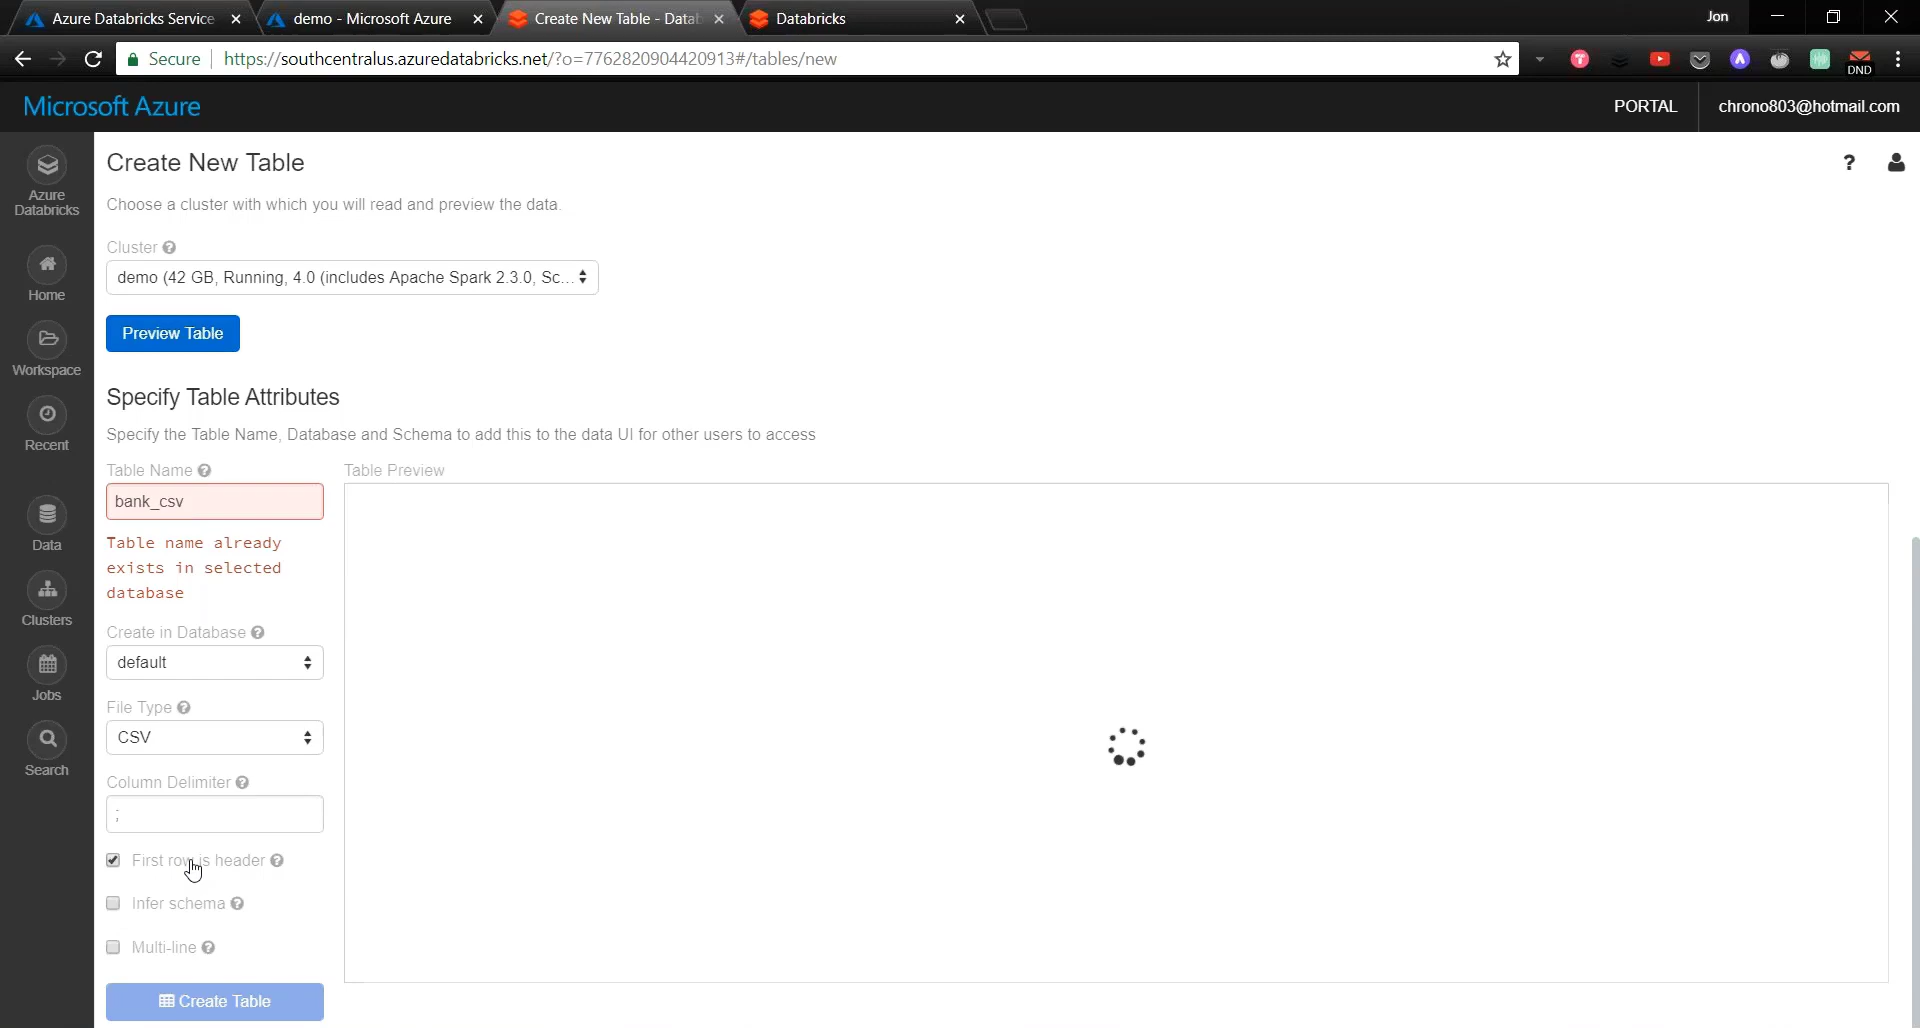 Azure Databricks Service
demo - Microsoft Azure
Create New Table - Datab
Databricks
Jon
Secure
https://southcentralus.azuredatabricks.net/?o=7762820904420913#/tables/new
DND
Microsoft Azure
PORTAL
chrono803@hotmail.com
Azure
Databricks
Home
Workspace
Recent
Data
Clusters
Jobs
Search
Create New Table
?
Choose a cluster with which you will read and preview the data.
Cluster ?
demo (42 GB, Running, 4.0 (includes Apache Spark 2.3.0, Sc...
Preview Table
Specify Table Attributes
Specify the Table Name, Database and Schema to add this to the data UI for other users to access
Table Name ?
bank_csv
Table name already
exists in selected
database
Create in Database ?
default
File Type ?
CSV
Column Delimiter ?
;
First row is header ?
Infer schema ?
Multi-line ?
Create Table
Table Preview